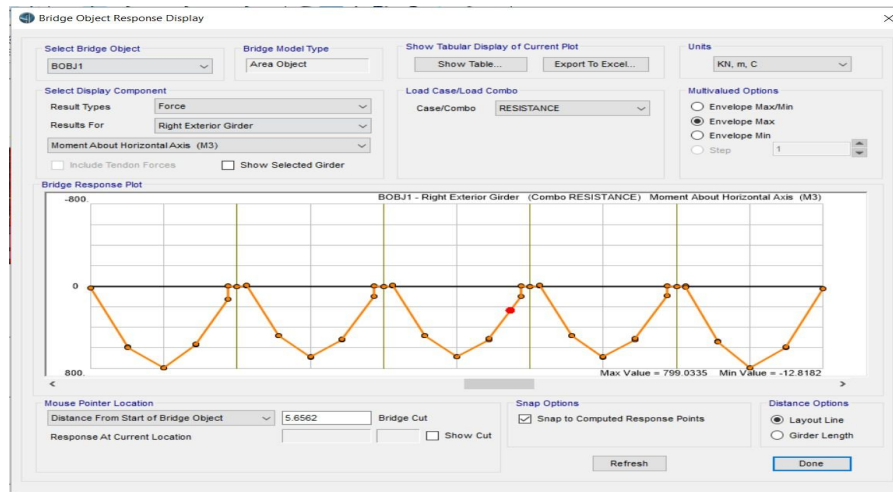 Bridge Object Response Display
Select Bridge Object
BOBJ1
Bridge Model Type
Area Object
Show Tabular Display of Current Plot
Show Table...
Export To Excel...
Units
KN, m, C
Select Display Component
Result Types
Force
Results For
Right Exterior Girder
Moment About Horizontal Axis (M3)
Include Tendon Forces
Show Selected Girder
Load Case/Load Combo
Case/Combo
RESISTANCE
Multivalued Options
Envelope Max/Min
Envelope Max
Envelope Min
Step
1
Bridge Response Plot
BOBJ1 - Right Exterior Girder (Combo RESISTANCE) Moment About Horizontal Axis (M3)
-800.
0
800.
Max Value = 799.0335 Min Value = -12.8182
Mouse Pointer Location
Distance From Start of Bridge Object
5.6562
Bridge Cut
Response At Current Location
Show Cut
Snap Options
Snap to Computed Response Points
Distance Options
Layout Line
Girder Length
Refresh
Done